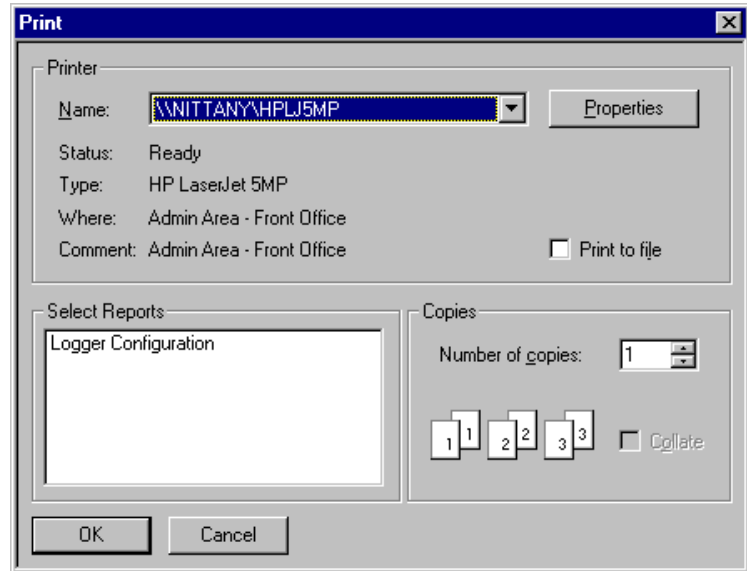 Print
Printer
Name: \\NITTANY\HPLJ5MP Properties
Status: Ready
Type: HP LaserJet 5MP
Where: Admin Area - Front Office
Comment: Admin Area - Front Office Print to file
Select Reports
Logger Configuration
Copies
Number of copies: 1
1 1 2 2 3 3 Collate
OK Cancel